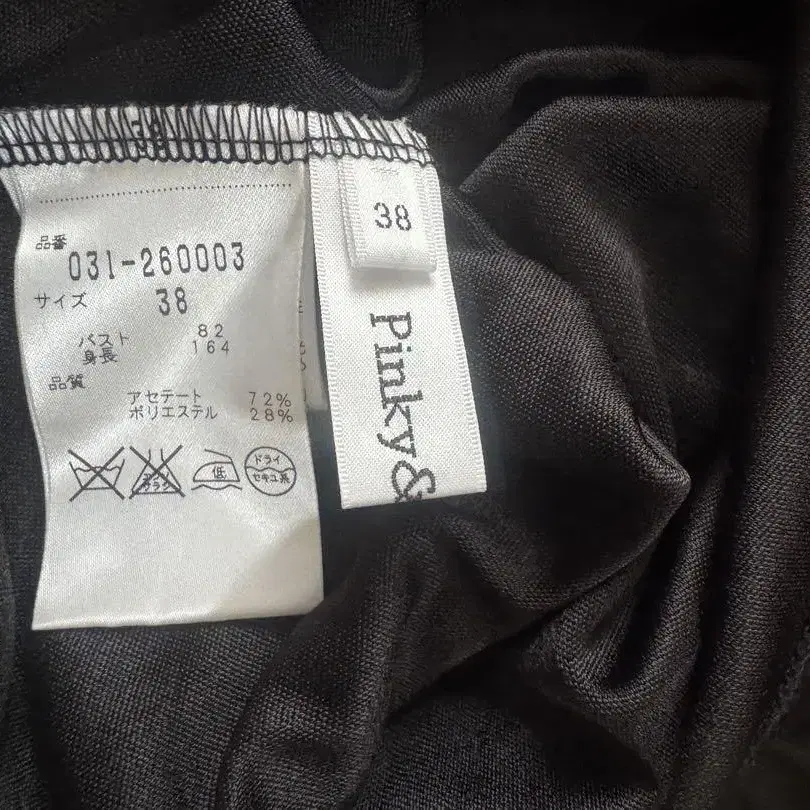 品番
031-260003
サイズ 38
バスト 82
身長 164
品質
アセテート 72%
ポリエステル 28%
低
ドライ
セキユ系
38
Pinky&